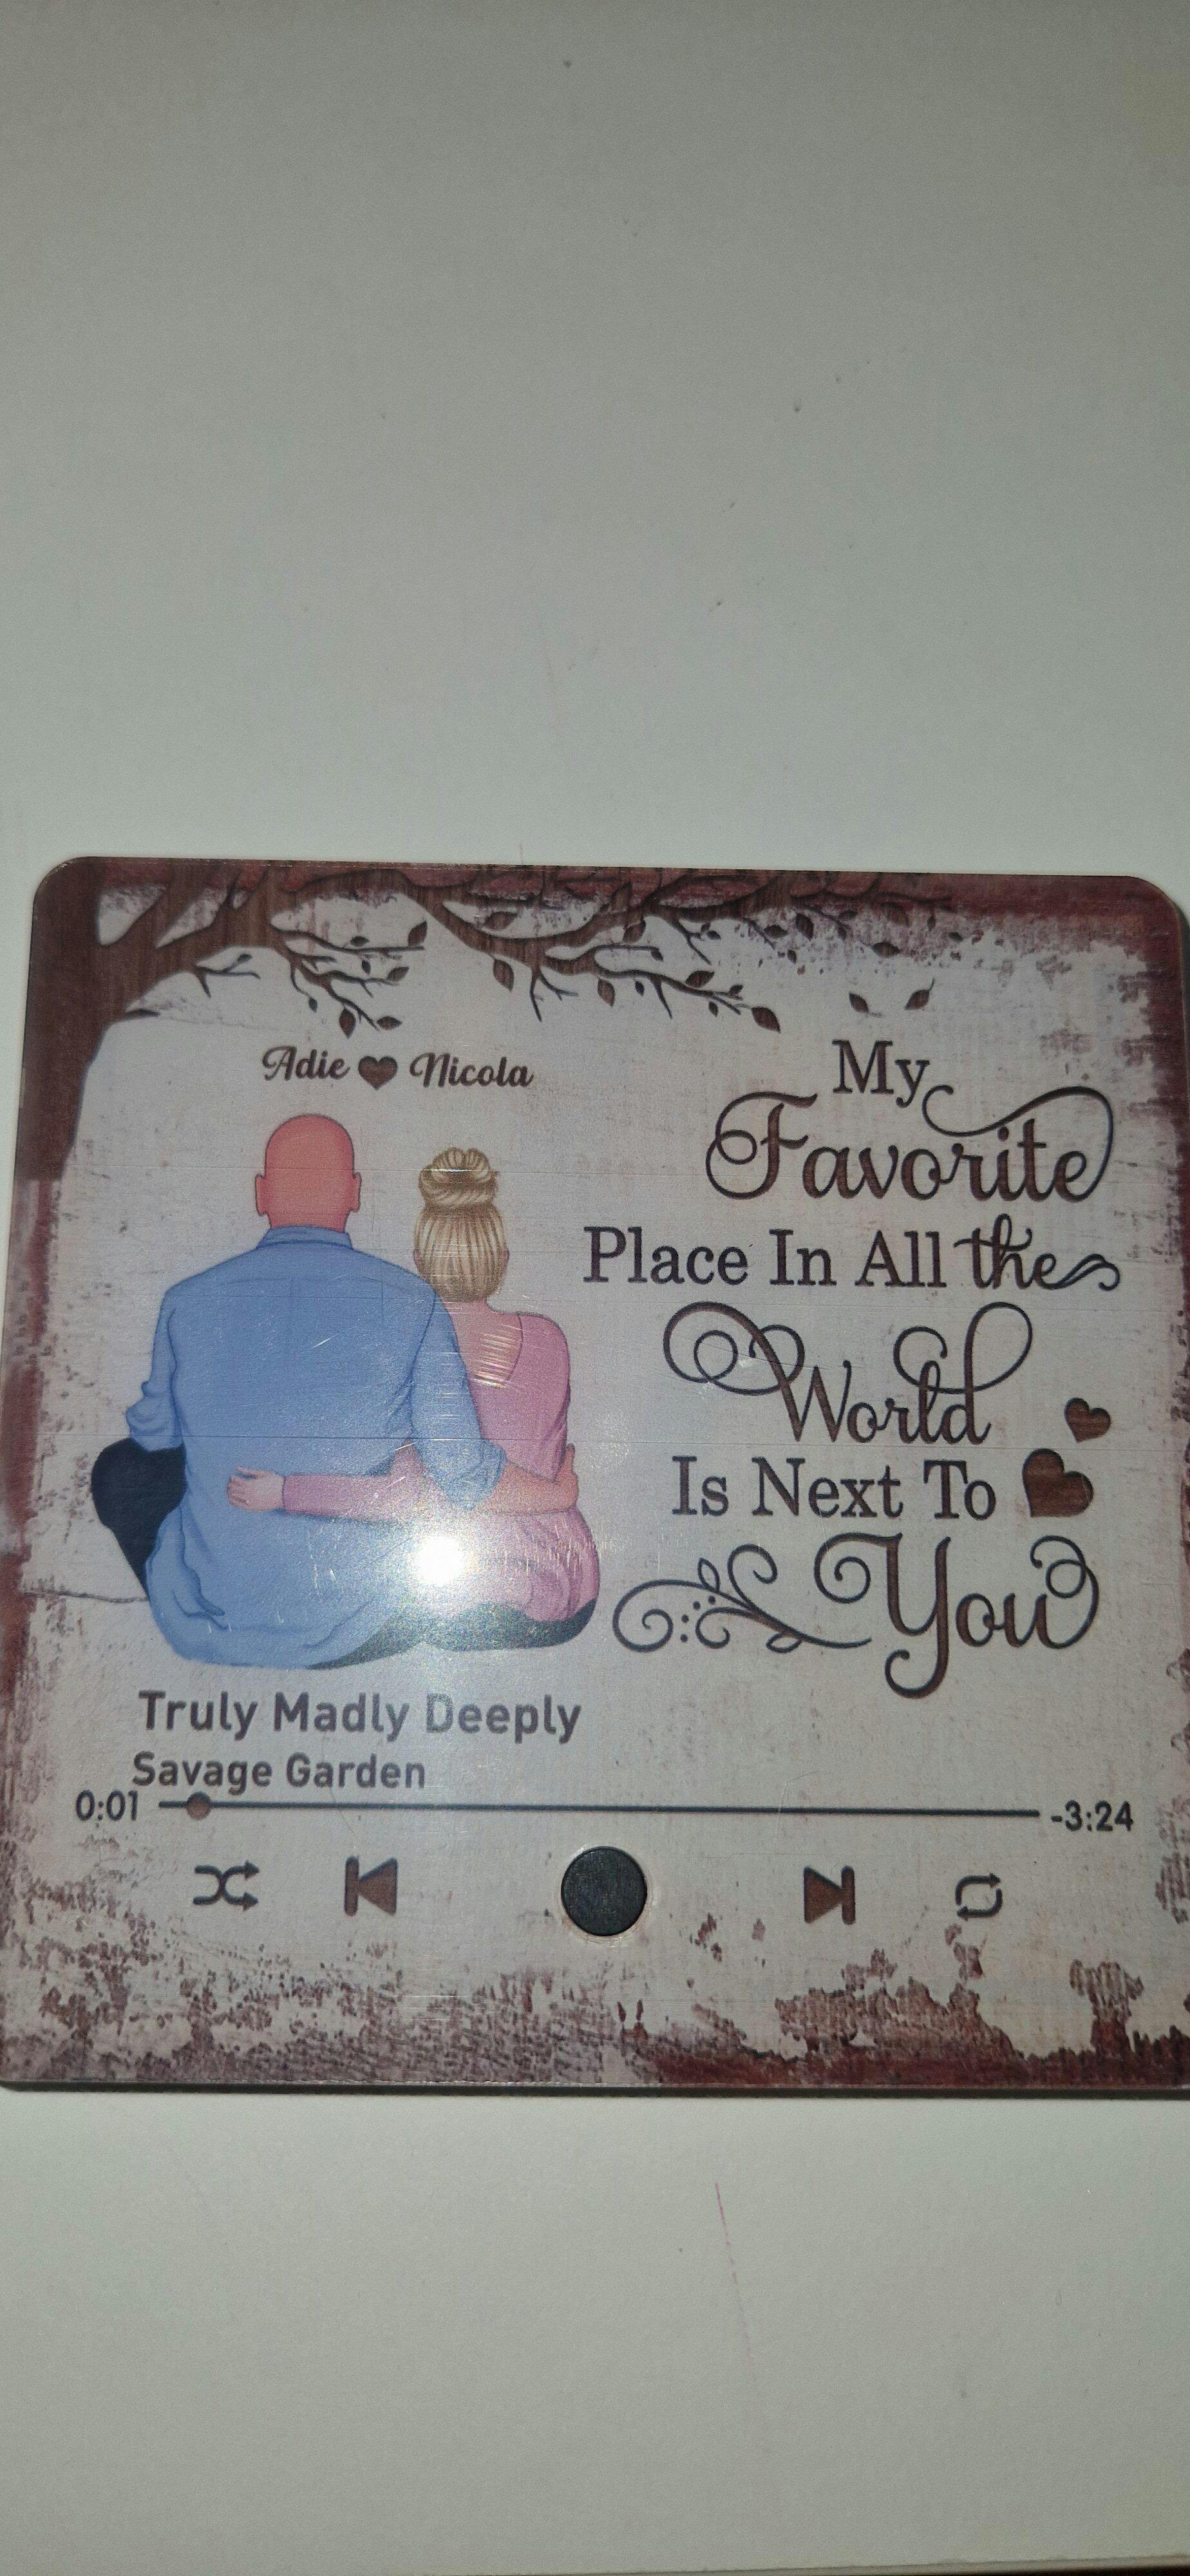 Adie Nicola
My
Favorite
Place In All the
World
Is Next To
You
Truly Madly Deeply
Savage Garden
0:01 -3:24